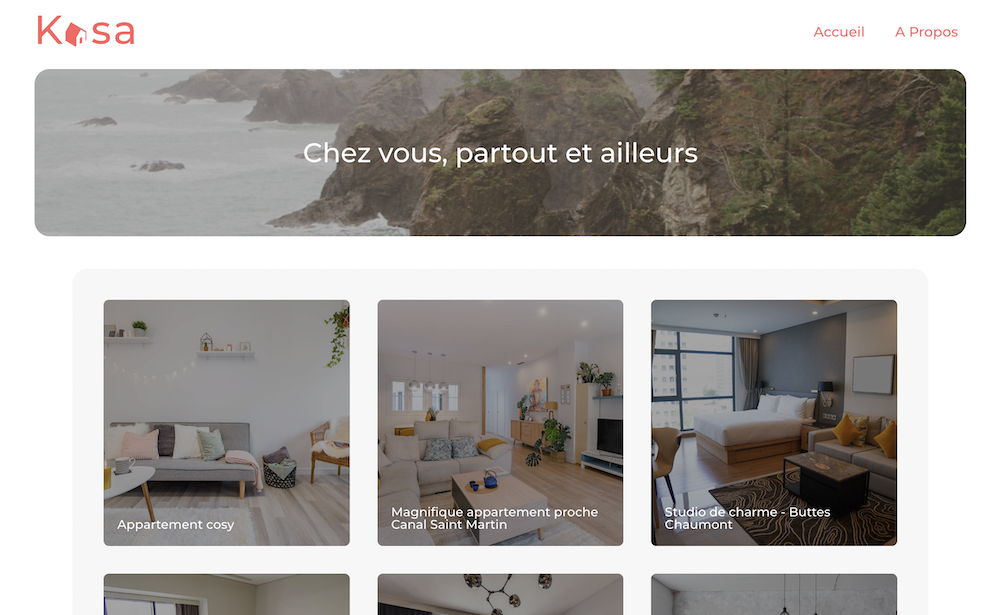 Kasa
Accueil
A Propos
Chez vous, partout et ailleurs
Appartement cosy
Magnifique appartement proche
Canal Saint Martin
Studio de charme - Buttes
Chaumont